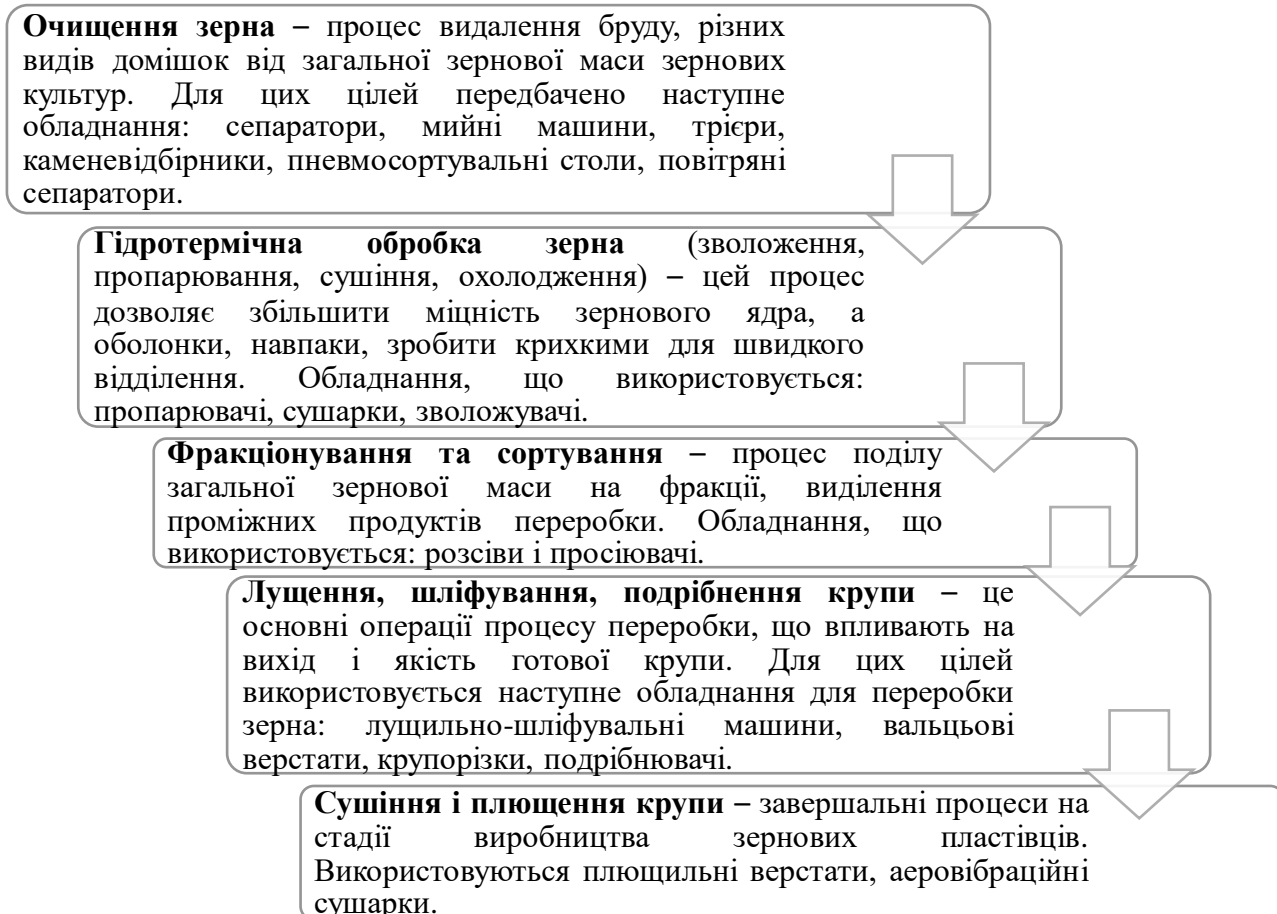 Очищення зерна – процес видалення бруду, різних
видів домішок від загальної зернової маси зернових
культур. Для цих цілей передбачено наступне
обладнання: сепаратори, мийні машини, трієри,
каменевідбірники, пневмосортувальні столи, повітряні
сепаратори.
Гідротермічна обробка зерна (зволоження,
пропарювання, сушіння, охолодження) – цей процес
дозволяє збільшити міцність зернового ядра, а
оболонки, навпаки, зробити крихкими для швидкого
відділення. Обладнання, що використовується:
пропарювачі, сушарки, зволожувачі.
Фракціонування та сортування – процес поділу
загальної зернової маси на фракції, виділення
проміжних продуктів переробки. Обладнання, що
використовується: розсіви і просіювачі.
Лущення, шліфування, подрібнення крупи – це
основні операції процесу переробки, що впливають на
вихід і якість готової крупи. Для цих цілей
використовується наступне обладнання для переробки
зерна: лущильно-шліфувальні машини, вальцьові
верстати, крупорізки, подрібнювачі.
Сушіння і плющення крупи – завершальні процеси на
стадії виробництва зернових пластівців.
Використовуються плющильні верстати, аеровібраційні
сушарки.